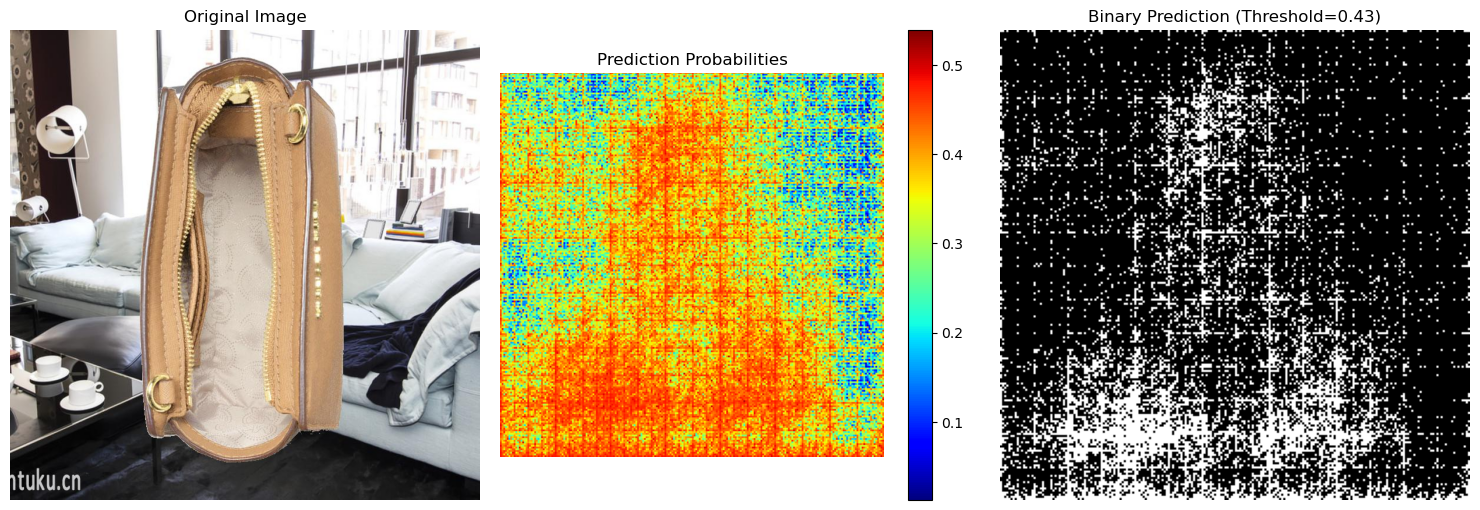 Original Image
Prediction Probabilities
Binary Prediction (Threshold=0.43)
0.5
0.4
0.3
0.2
0.1
ntuku.cn